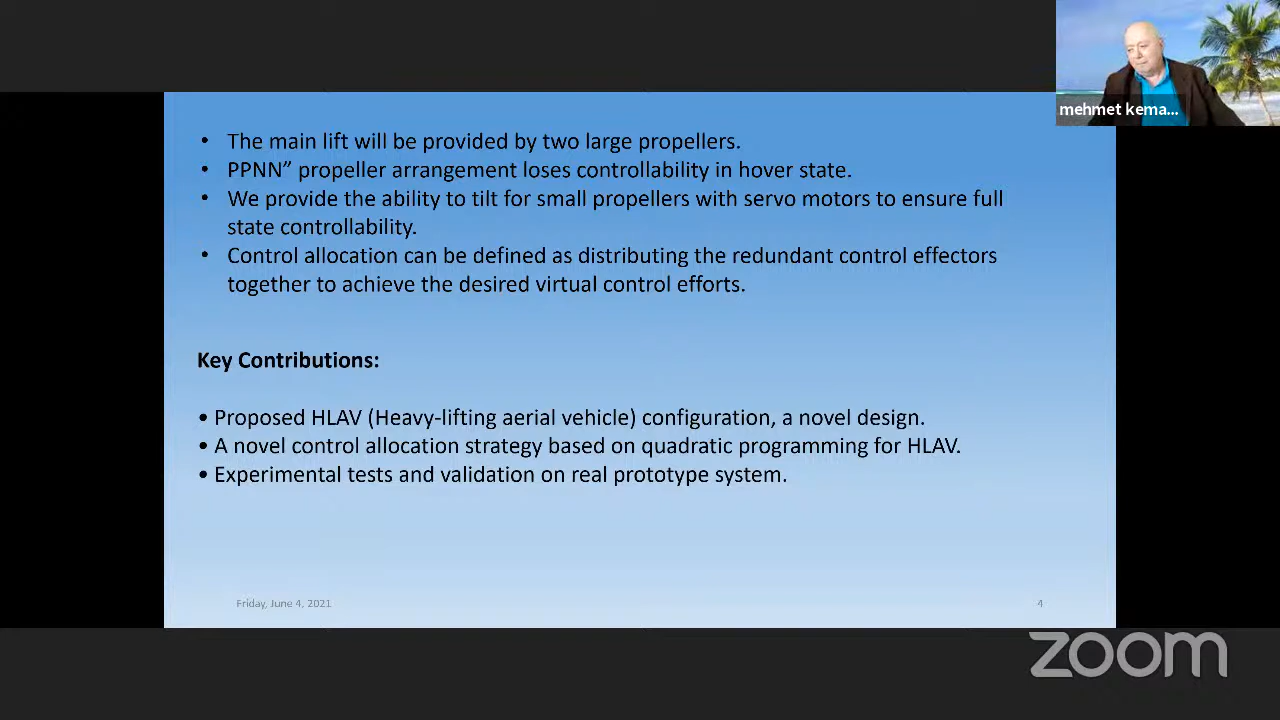 mehmet kema...
• The main lift will be provided by two large propellers.
• PPNN” propeller arrangement loses controllability in hover state.
• We provide the ability to tilt for small propellers with servo motors to ensure full
state controllability.
• Control allocation can be defined as distributing the redundant control effectors
together to achieve the desired virtual control efforts.
Key Contributions:
• Proposed HLAV (Heavy-lifting aerial vehicle) configuration, a novel design.
• A novel control allocation strategy based on quadratic programming for HLAV.
• Experimental tests and validation on real prototype system.
Friday, June 4, 2021
4
zoom